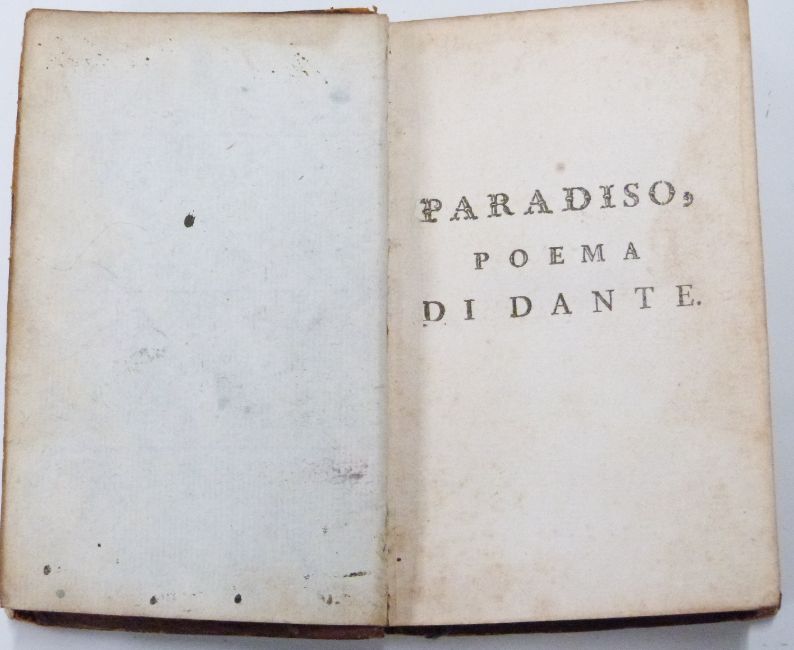 PARADISO,
POEMA
DI DANTE.